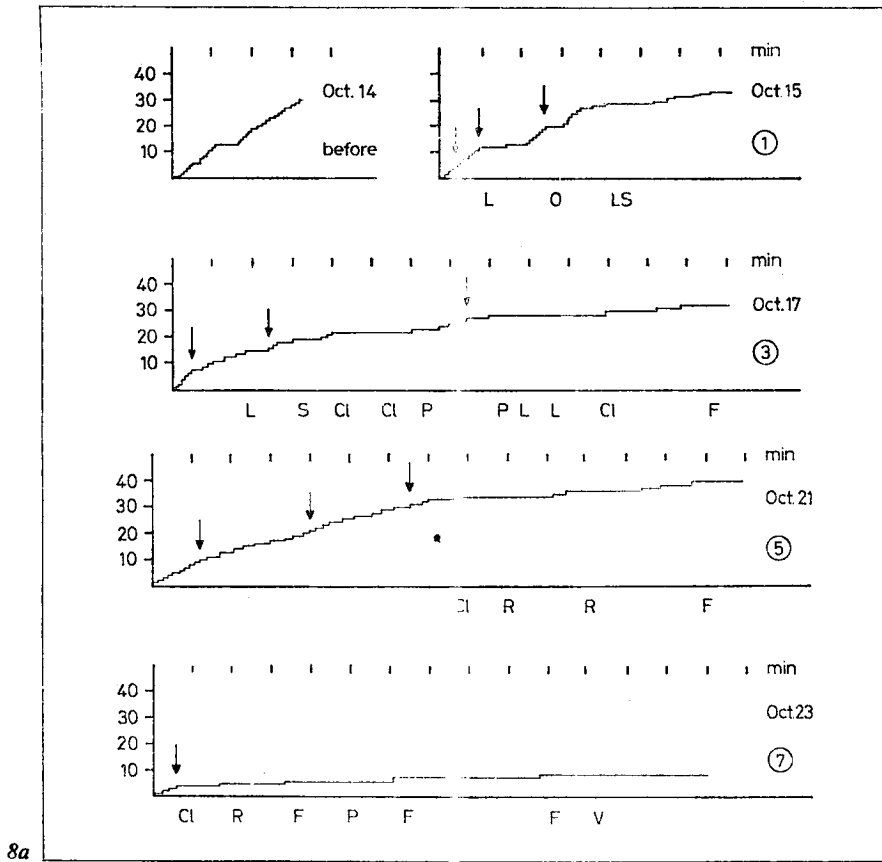 min
40
30
20
10
Oct. 14
before
min
Oct. 15
①
L O LS
min
40
30
20
10
Oct. 17
③
L S Cl Cl P P L L Cl F
min
40
30
20
10
Oct. 21
⑤
Cl R R F
min
40
30
20
10
Oct. 23
⑦
Cl R F P F F V
8a